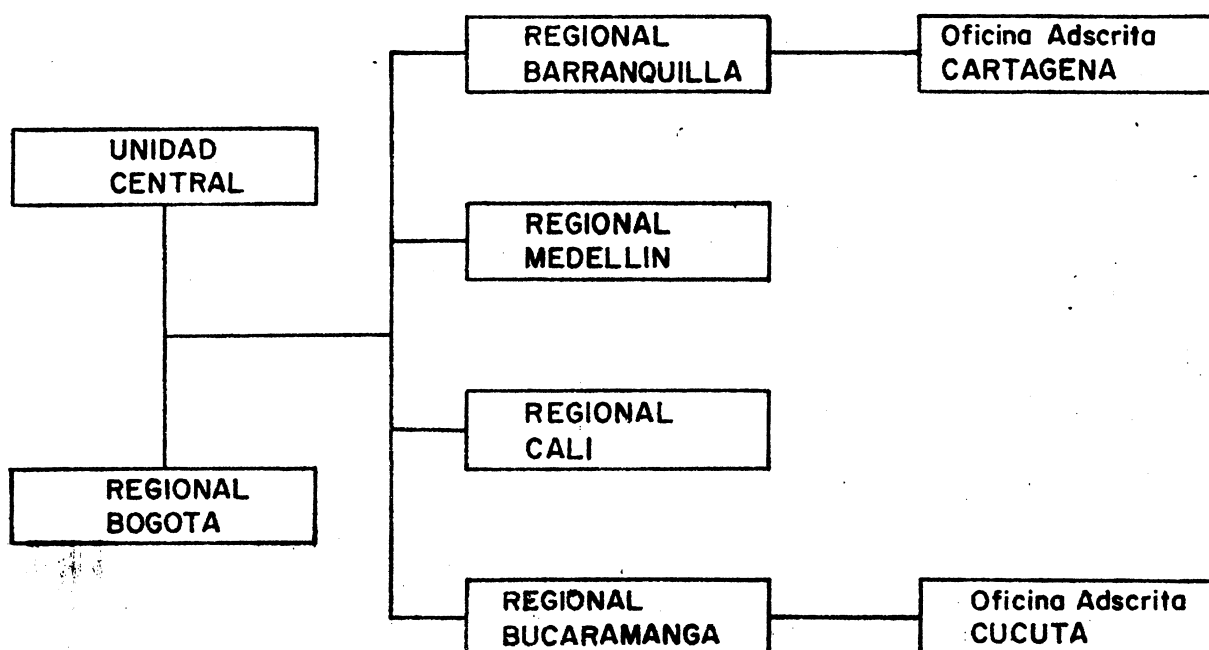 REGIONAL
BARRANQUILLA
Oficina Adscrita
CARTAGENA
UNIDAD
CENTRAL
REGIONAL
MEDELLIN
REGIONAL
CALI
REGIONAL
BOGOTA
REGIONAL
BUCARAMANGA
Oficina Adscrita
CUCUTA